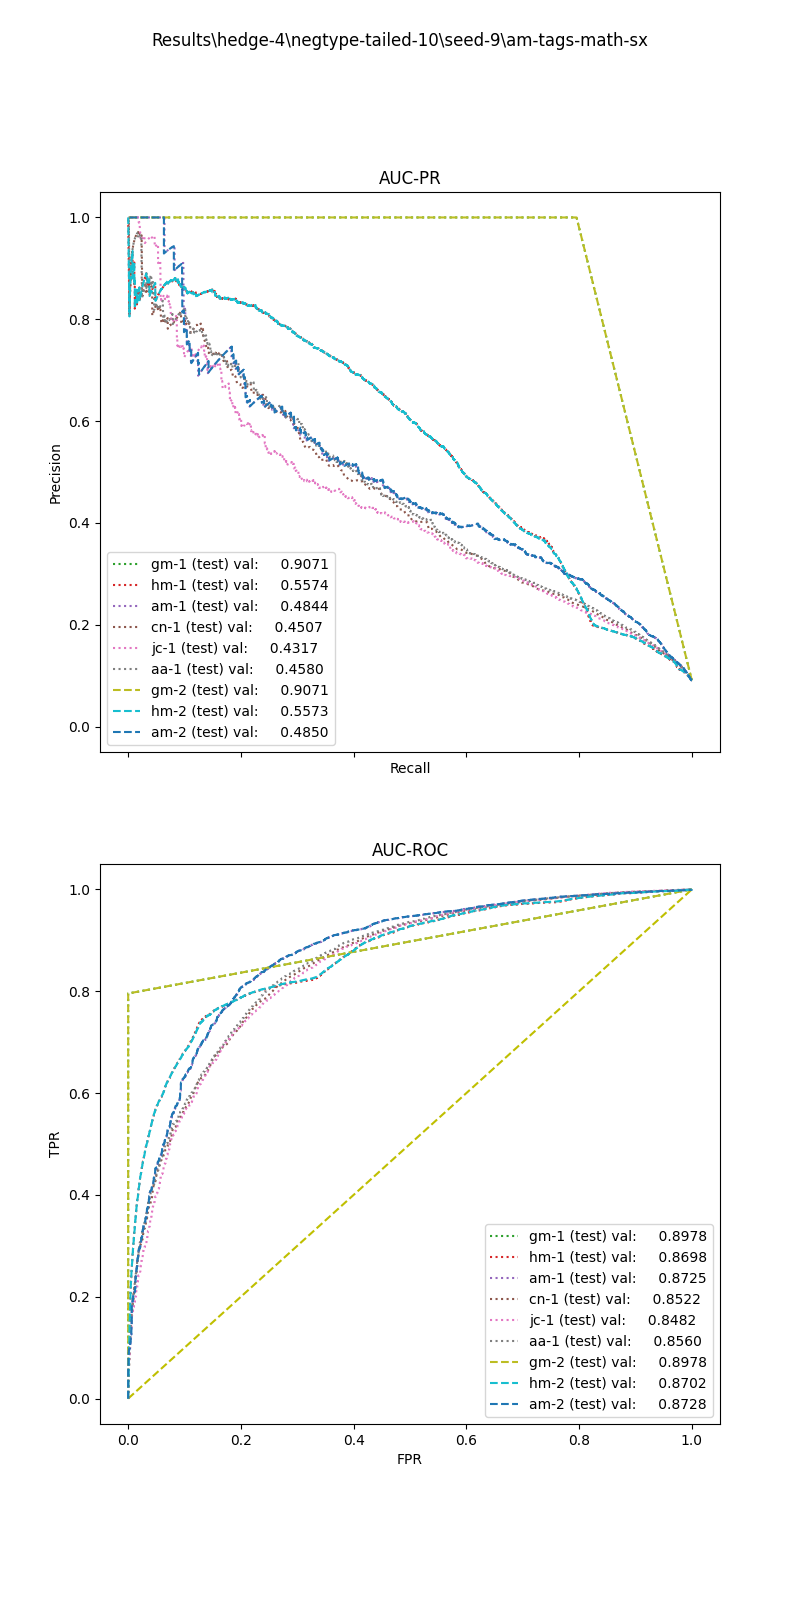 Results\hedge-4\negtype-tailed-10\seed-9\am-tags-math-sx
AUC-PR
1.0
0.8
0.6
0.4
0.2
0.0
Precision
gm-1 (test) val: 0.9071
hm-1 (test) val: 0.5574
am-1 (test) val: 0.4844
cn-1 (test) val: 0.4507
jc-1 (test) val: 0.4317
aa-1 (test) val: 0.4580
gm-2 (test) val: 0.9071
hm-2 (test) val: 0.5573
am-2 (test) val: 0.4850
Recall
AUC-ROC
1.0
0.8
0.6
0.4
0.2
0.0
TPR
gm-1 (test) val: 0.8978
hm-1 (test) val: 0.8698
am-1 (test) val: 0.8725
cn-1 (test) val: 0.8522
jc-1 (test) val: 0.8482
aa-1 (test) val: 0.8560
gm-2 (test) val: 0.8978
hm-2 (test) val: 0.8702
am-2 (test) val: 0.8728
0.0 0.2 0.4 0.6 0.8 1.0
FPR